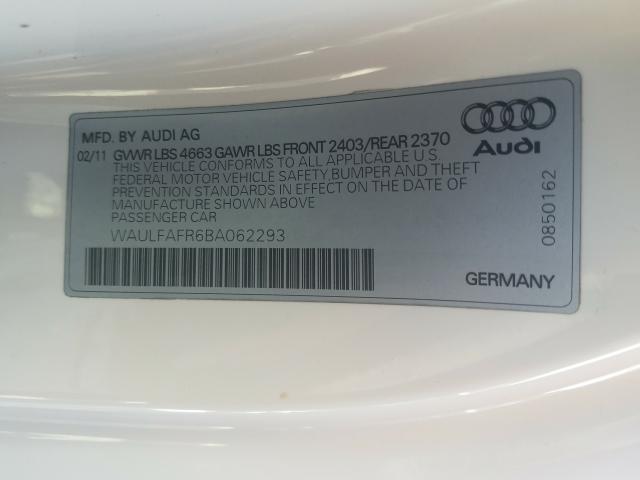 MFD. BY AUDI AG
02/11 GVWR LBS 4663 GAWR LBS FRONT 2403/REAR 2370
THIS VEHICLE CONFORMS TO ALL APPLICABLE U.S.
FEDERAL MOTOR VEHICLE SAFETY,BUMPER AND THEFT
PREVENTION STANDARDS IN EFFECT ON THE DATE OF
MANUFACTURE SHOWN ABOVE
PASSENGER CAR
WAULFAFR6BA062293
Audi
0850162
GERMANY